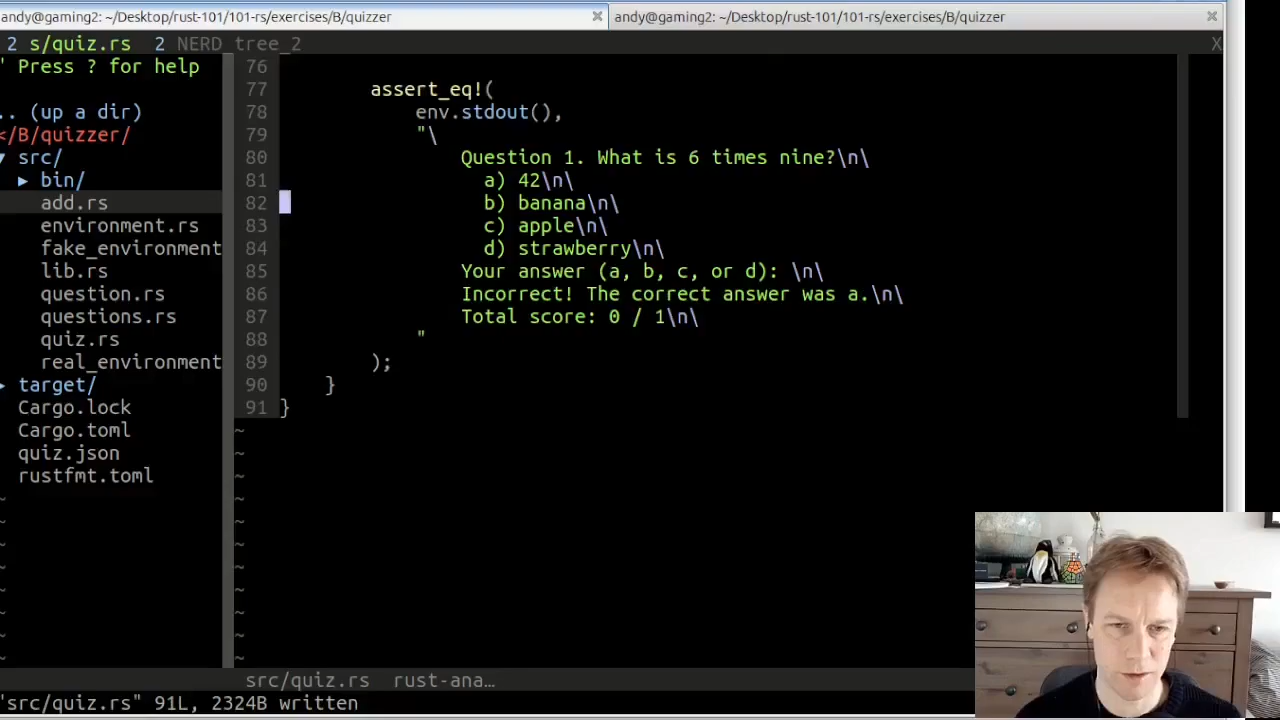 andy@gaming2: ~/Desktop/rust-101/101-rs/exercises/B/quizzer × andy@gaming2: ~/Desktop/rust-101/101-rs/exercises/B/quizzer ×
2 s/quiz.rs 2 NERD_tree_2 X
" Press ? for help
.. (up a dir)
</B/quizzer/
▼ src/
▸ bin/
add.rs
environment.rs
fake_environment
lib.rs
question.rs
questions.rs
quiz.rs
real_environment
▸ target/
Cargo.lock
Cargo.toml
quiz.json
rustfmt.toml
76
77 assert_eq!(
78 env.stdout(),
79 "\
80 Question 1. What is 6 times nine?\n\
81 a) 42\n\
82 b) banana\n\
83 c) apple\n\
84 d) strawberry\n\
85 Your answer (a, b, c, or d): \n\
86 Incorrect! The correct answer was a.\n\
87 Total score: 0 / 1\n\
88 "
89 );
90 }
91 }
src/quiz.rs rust-ana…
"src/quiz.rs" 91L, 2324B written